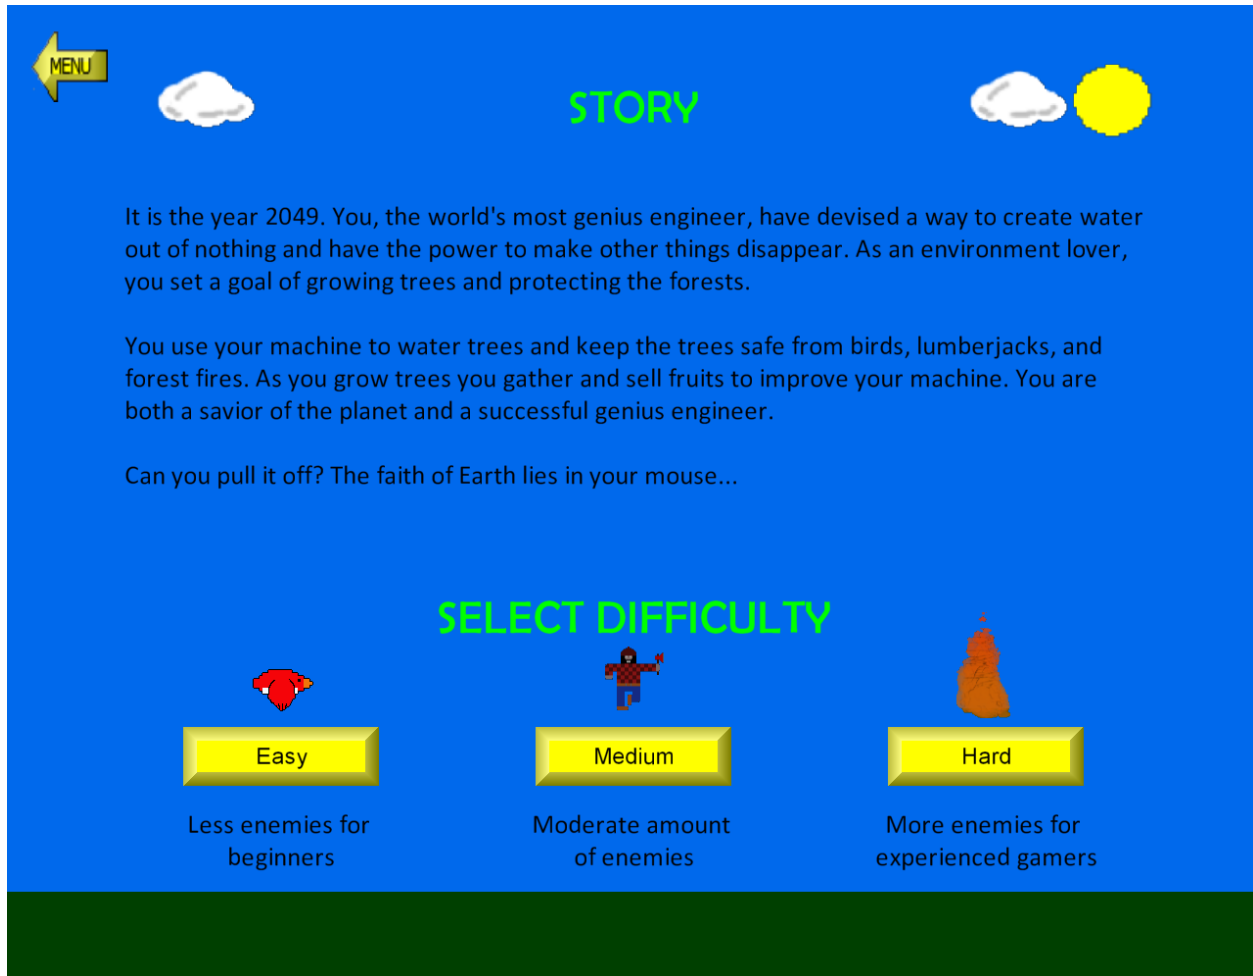 MENU
STORY
It is the year 2049. You, the world's most genius engineer, have devised a way to create water
out of nothing and have the power to make other things disappear. As an environment lover,
you set a goal of growing trees and protecting the forests.
You use your machine to water trees and keep the trees safe from birds, lumberjacks, and
forest fires. As you grow trees you gather and sell fruits to improve your machine. You are
both a savior of the planet and a successful genius engineer.
Can you pull it off? The faith of Earth lies in your mouse...
SELECT DIFFICULTY
Easy
Medium
Hard
Less enemies for
beginners
Moderate amount
of enemies
More enemies for
experienced gamers